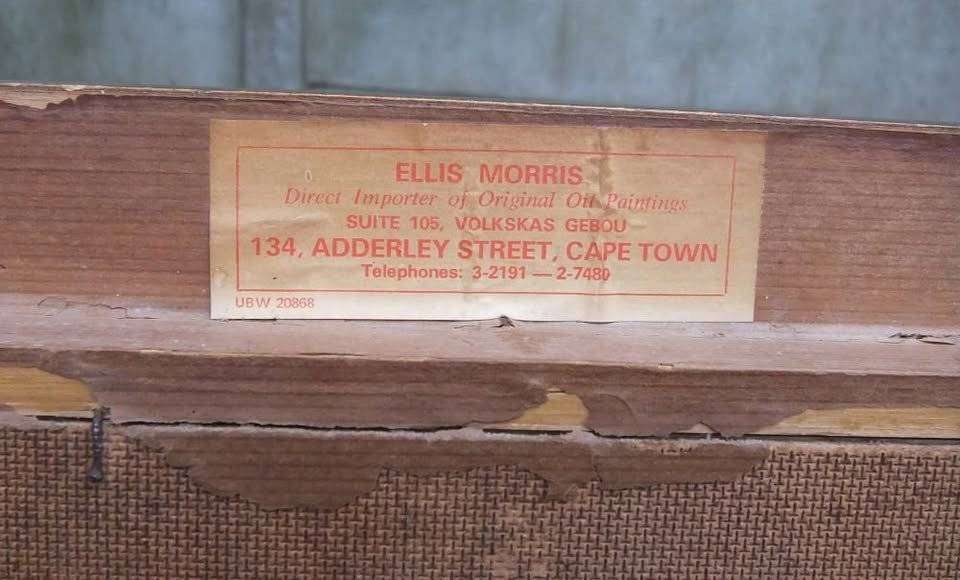 ELLIS MORRIS
Direct Importer of Original Oil Paintings
SUITE 105, VOLKSKAS GEBOU
134, ADDERLEY STREET, CAPE TOWN
Telephones: 3-2191 — 2-7480
UBW 20868